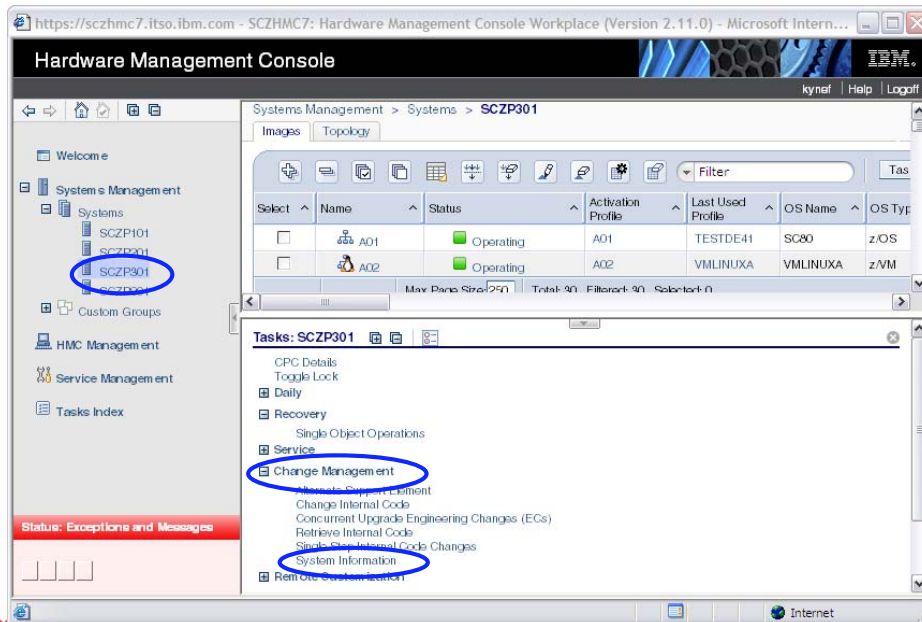 https://sczhmc7.itso.ibm.com - SCZHMC7: Hardware Management Console Workplace (Version 2.11.0) - Microsoft Intern...
Hardware Management Console
IBM.
kynef | Help | Logoff
Welcome
Systems Management
Systems
SCZP101
SCZP201
SCZP301
SCZP901
Custom Groups
HMC Management
Service Management
Tasks Index
Status: Exceptions and Messages
Systems Management > Systems > SCZP301
Images Topology
Filter Tas
Select Name Status Activation Profile Last Used Profile OS Name OS Typ
A01 Operating A01 TESTDE41 SC80 z/OS
A02 Operating A02 VMLINUXA VMLINUXA z/VM
Max Page Size: 250 Total: 30 Filtered: 30 Selected: 0
Tasks: SCZP301
CPC Details
Toggle Lock
Daily
Recovery
Single Object Operations
Service
Change Management
Alternate Support Element
Change Internal Code
Concurrent Upgrade Engineering Changes (ECs)
Retrieve Internal Code
Single Step Internal Code Changes
System Information
Remote Customization
Internet